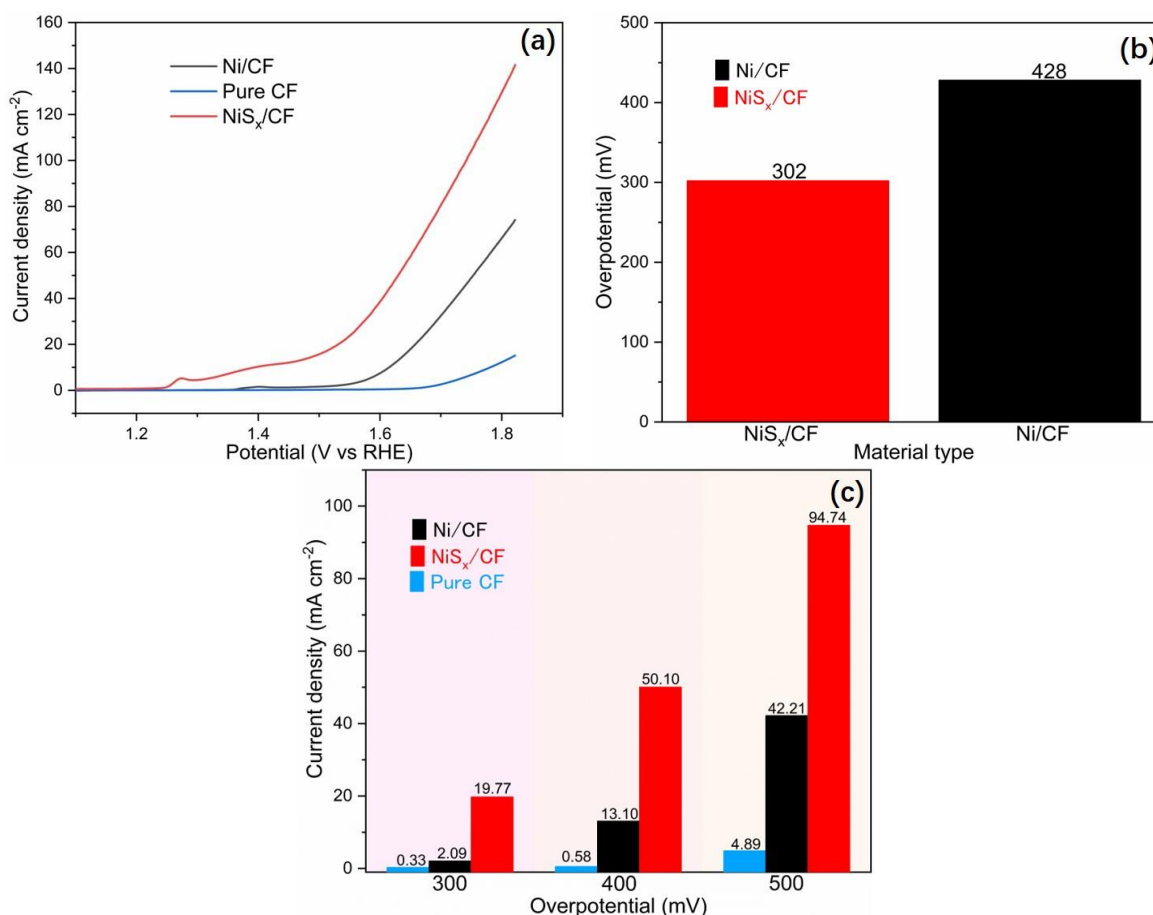 (a)
160
140
120
100
80
60
40
20
0
Current density (mA cm⁻²)
Ni/CF
Pure CF
NiSₓ/CF
1.2 1.4 1.6 1.8
Potential (V vs RHE)
(b)
500
400
300
200
100
0
Overpotential (mV)
Ni/CF
NiSₓ/CF
302
428
NiSₓ/CF Ni/CF
Material type
(c)
100
80
60
40
20
0
Current density (mA cm⁻²)
Ni/CF
NiSₓ/CF
Pure CF
0.33 2.09 19.77
0.58 13.10 50.10
4.89 42.21 94.74
300 400 500
Overpotential (mV)